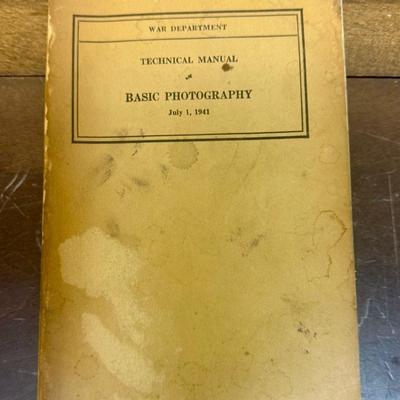 WAR DEPARTMENT
TECHNICAL MANUAL
BASIC PHOTOGRAPHY
July 1, 1941